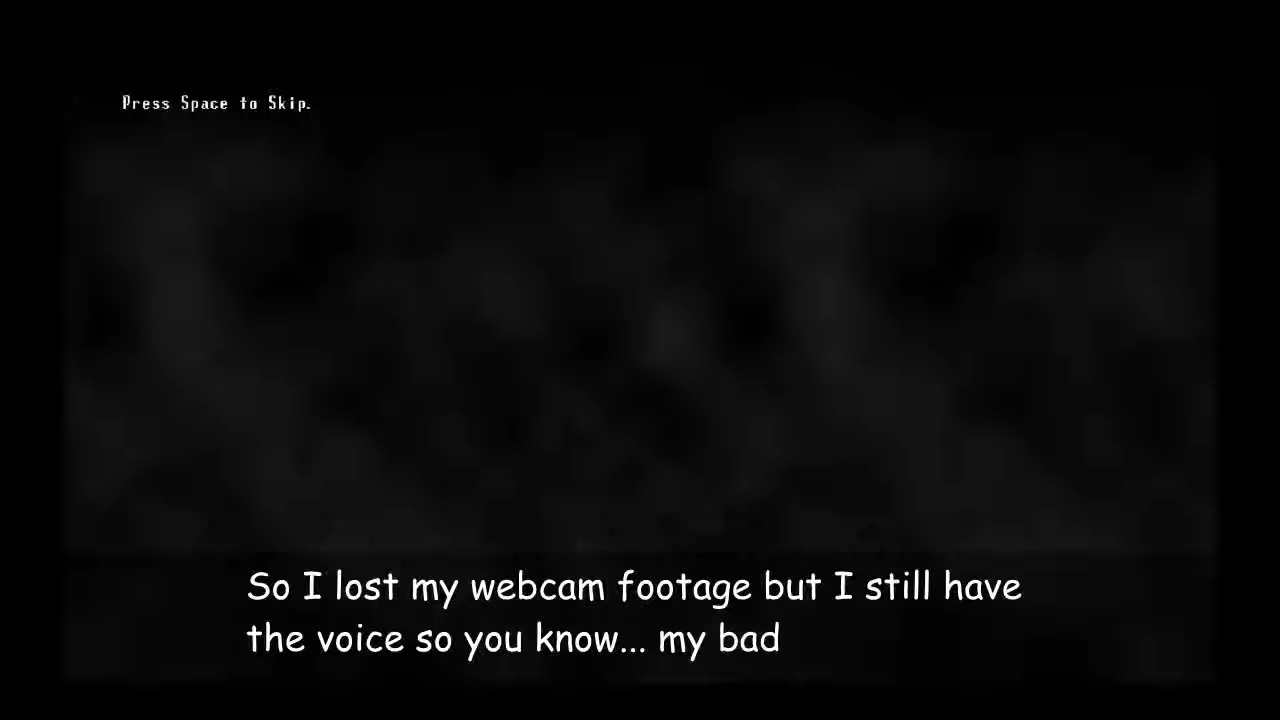 Press Space to Skip.
So I lost my webcam footage but I still have
the voice so you know... my bad